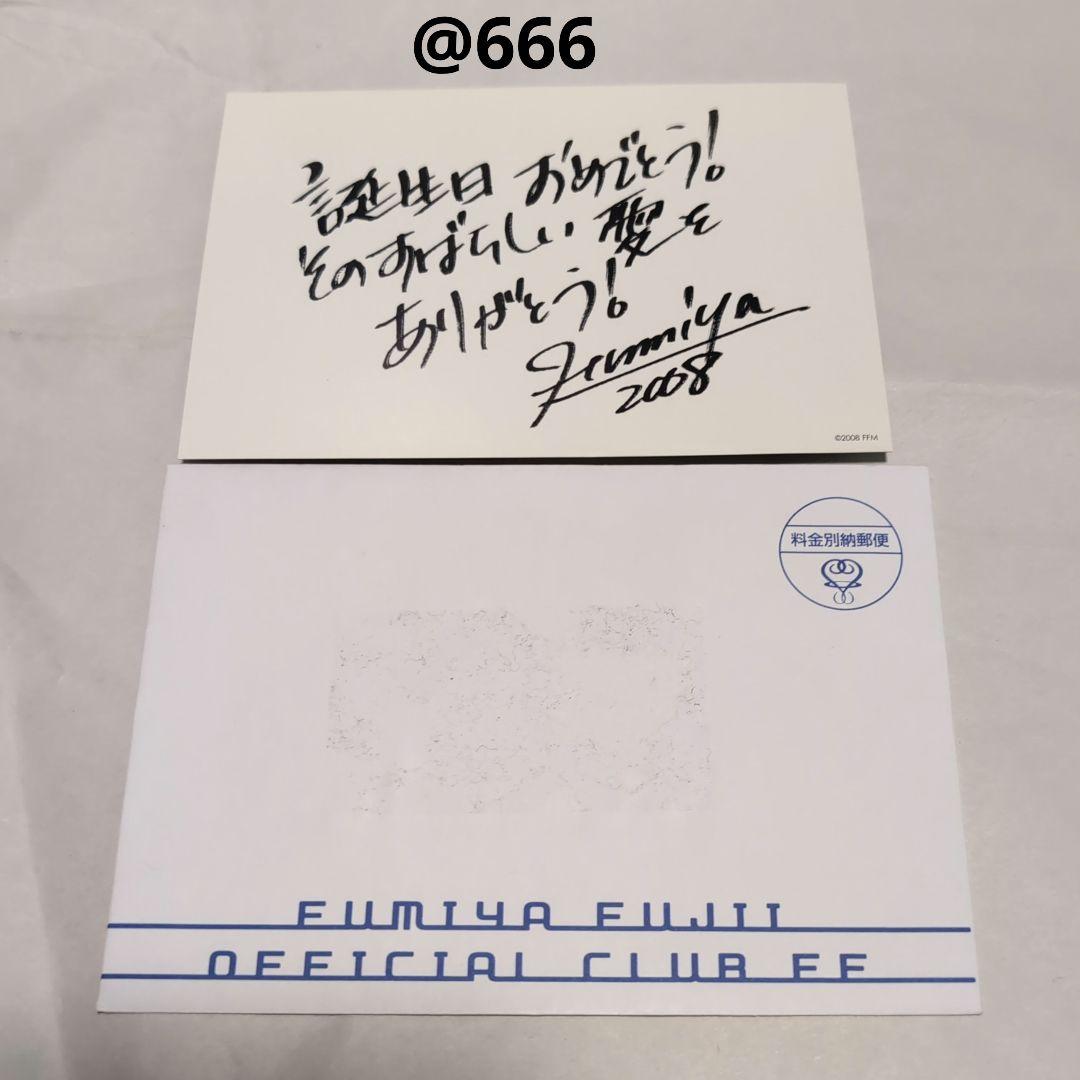 @666
誕生日 おめでとう!
そのすばらしい 愛を
ありがとう!
Fumiya
2008
©2008 FFM
料金別納郵便
FUMIYA FUJII
OFFICIAL CLUB FF